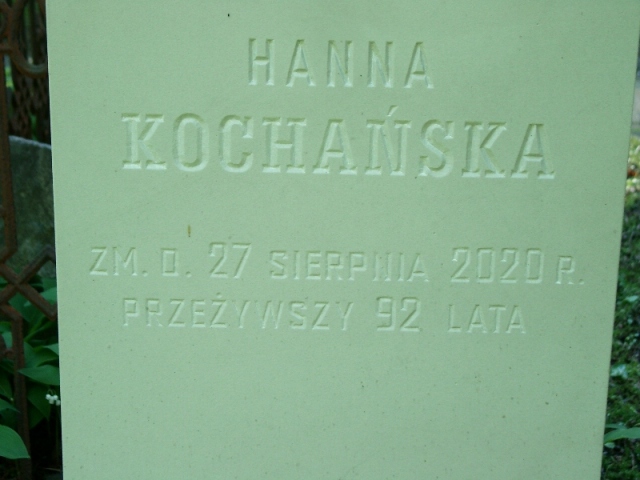 HANNA
KOCHAŃSKA
ZM. D. 27 SIERPNIA 2020 R.
PRZEŻYWSZY 92 LATA